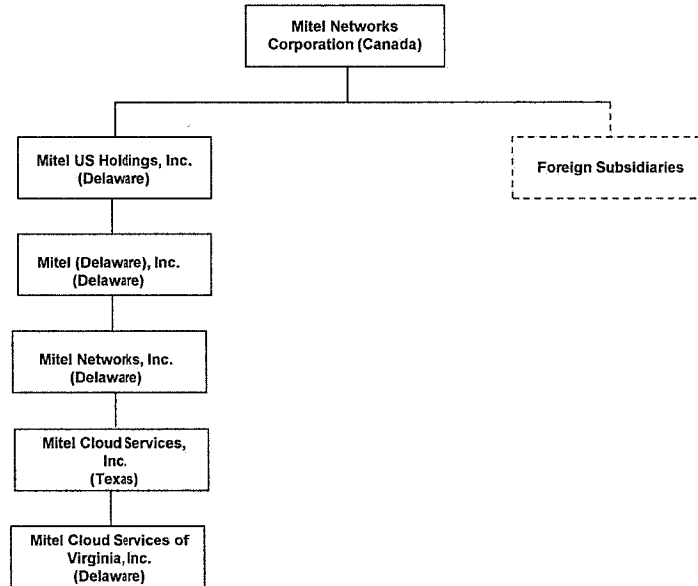 Mitel Networks
Corporation (Canada)
Mitel US Holdings, Inc.
(Delaware)
Foreign Subsidiaries
Mitel (Delaware), Inc.
(Delaware)
Mitel Networks, Inc.
(Delaware)
Mitel Cloud Services,
Inc.
(Texas)
Mitel Cloud Services of
Virginia, Inc.
(Delaware)